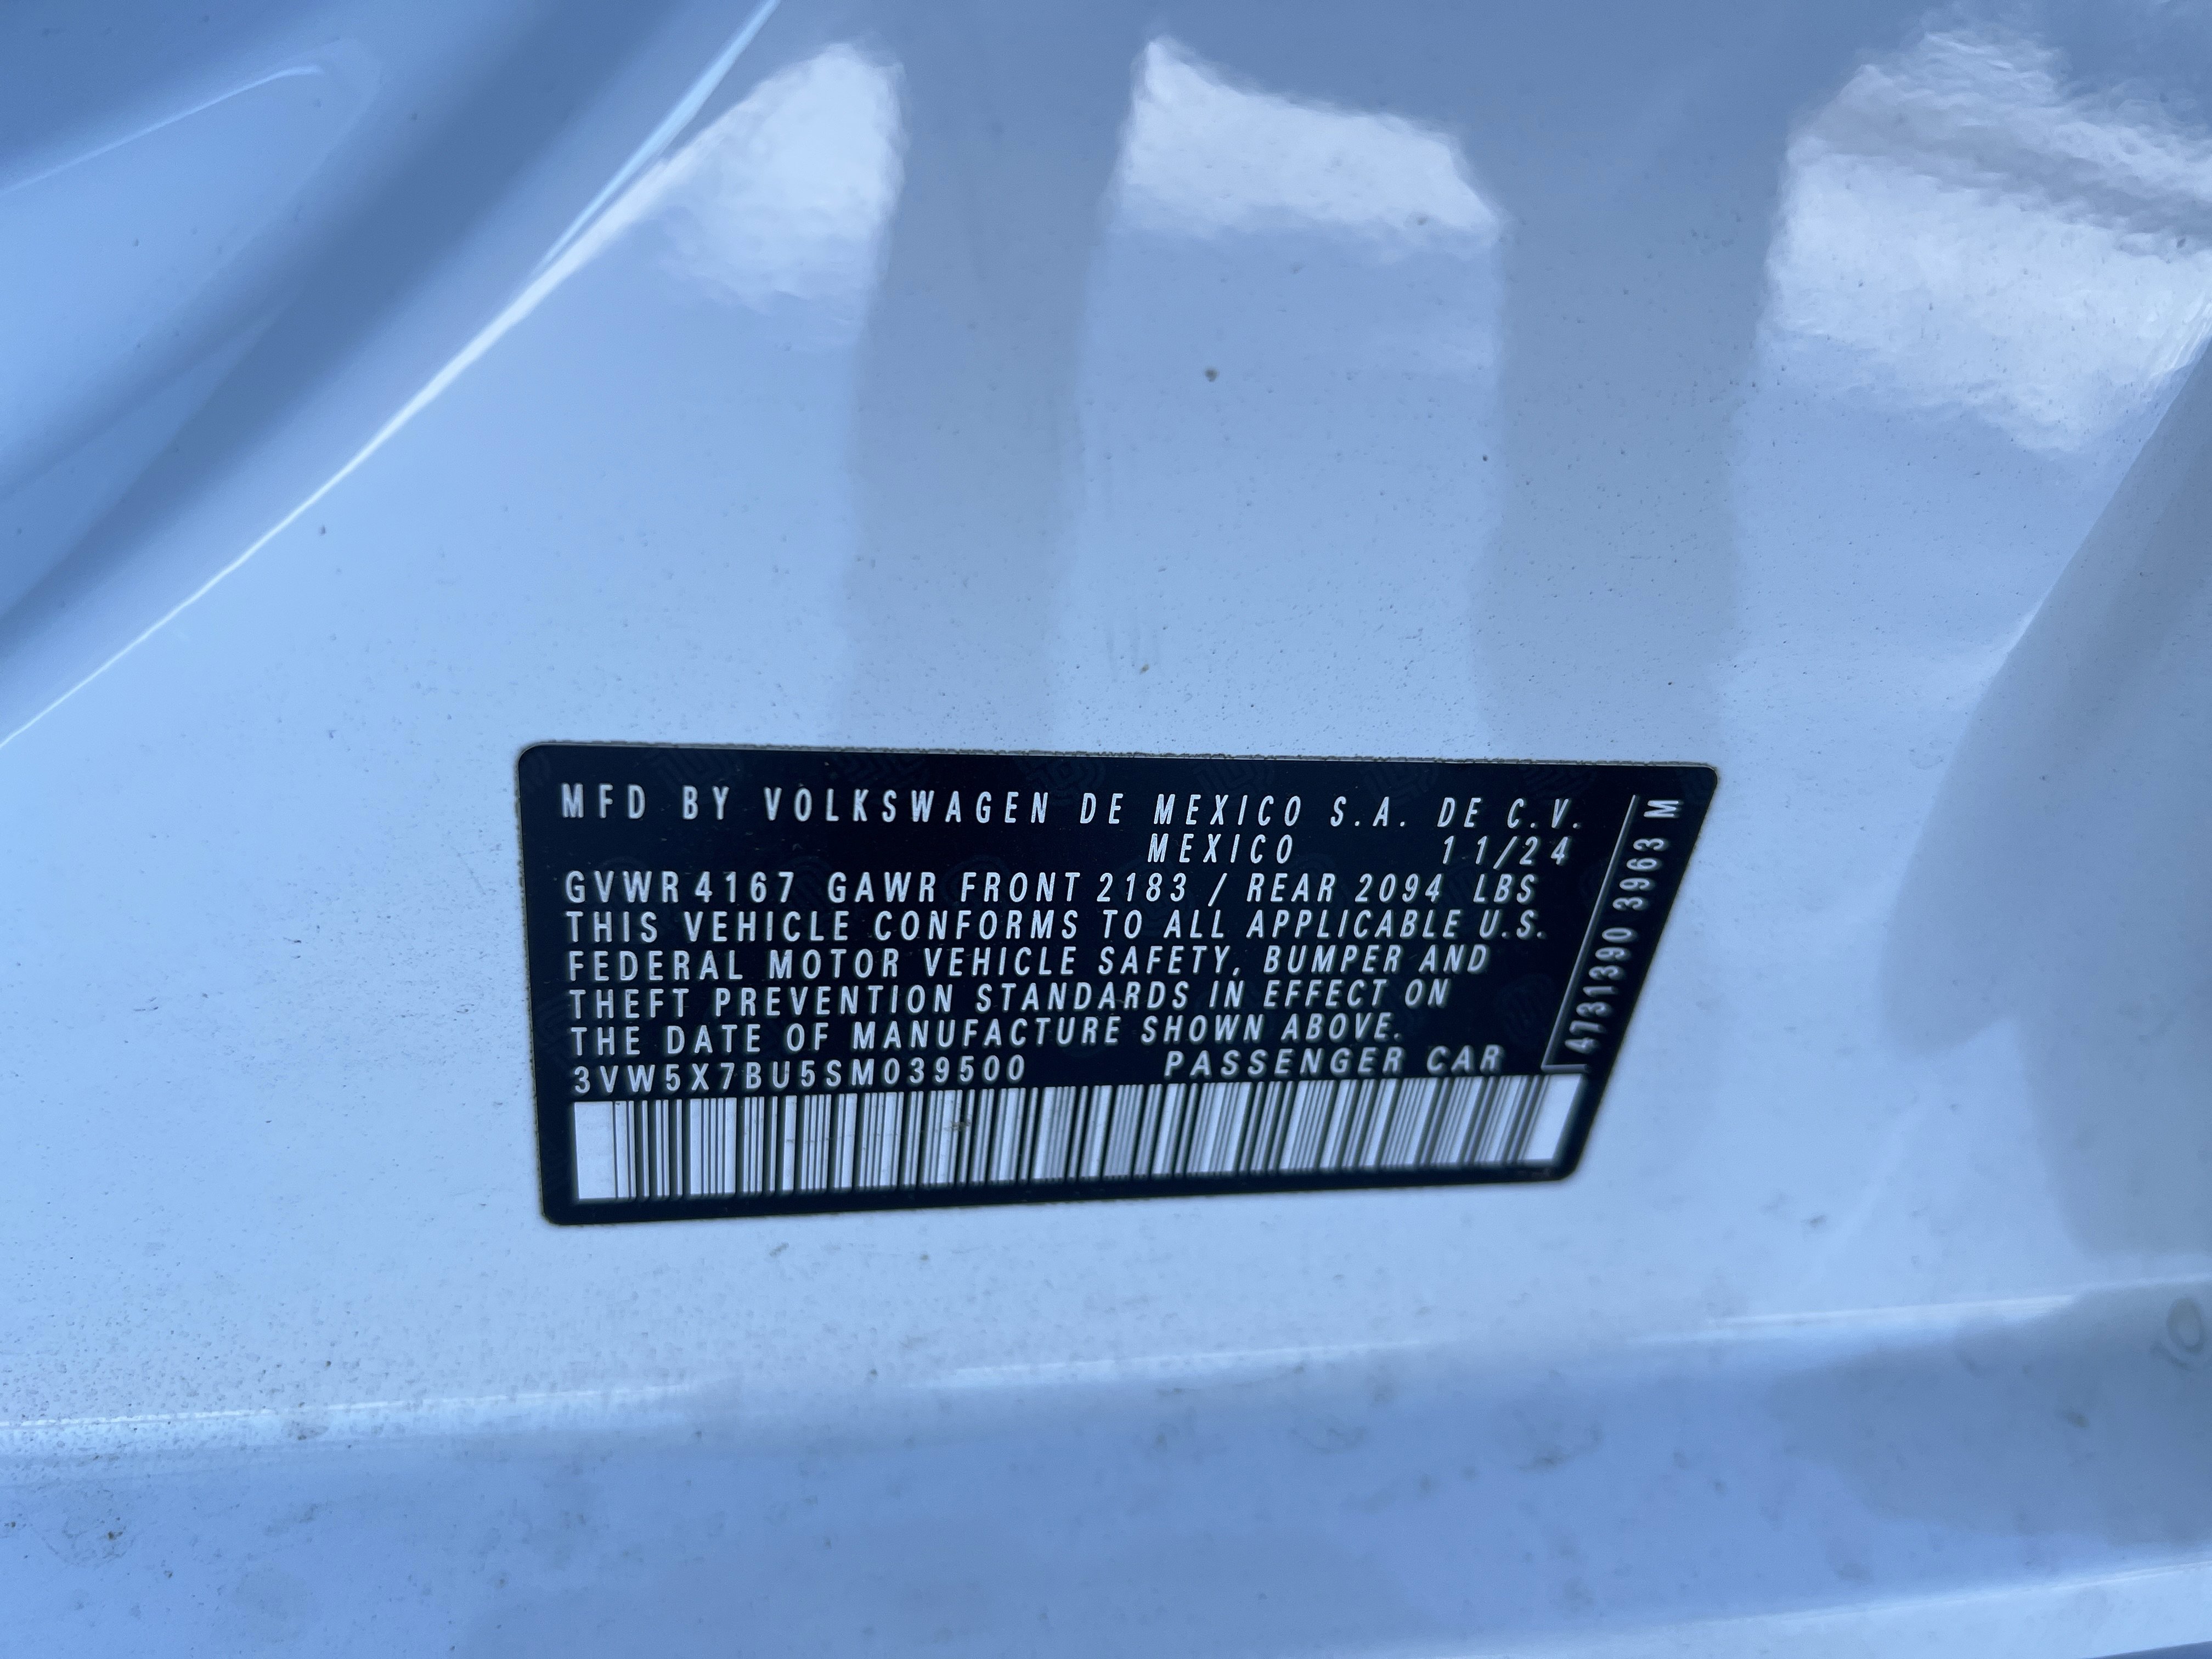 MFD BY VOLKSWAGEN DE MEXICO S.A. DE C.V.
MEXICO 11/24
GVWR 4167 GAWR FRONT 2183 / REAR 2094 LBS
THIS VEHICLE CONFORMS TO ALL APPLICABLE U.S.
FEDERAL MOTOR VEHICLE SAFETY, BUMPER AND
THEFT PREVENTION STANDARDS IN EFFECT ON
THE DATE OF MANUFACTURE SHOWN ABOVE.
3VW5X7BU5SM039500 PASSENGER CAR
4731390 3963 M